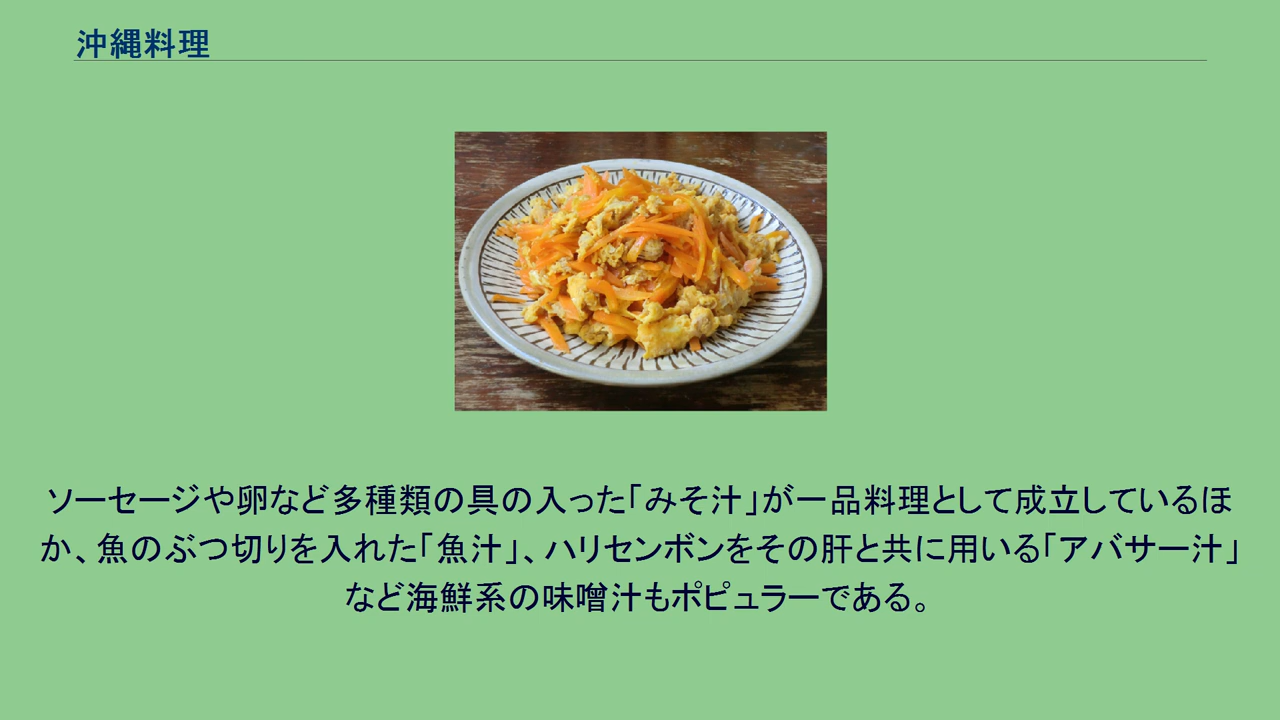 沖縄料理
ソーセージや卵など多種類の具の入った「みそ汁」が一品料理として成立しているほ
か、魚のぶつ切りを入れた「魚汁」、ハリセンボンをその肝と共に用いる「アバサー汁」
など海鮮系の味噌汁もポピュラーである。